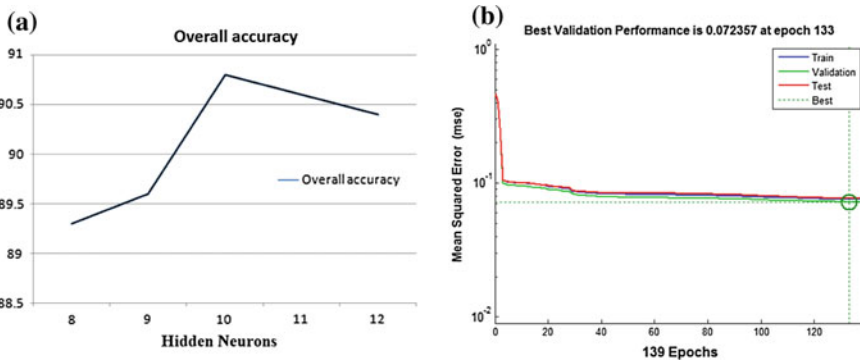 (a)
Overall accuracy
91
90.5
90
89.5
89
88.5
8 9 10 11 12
Hidden Neurons
Overall accuracy
(b)
Best Validation Performance is 0.072357 at epoch 133
Train
Validation
Test
Best
Mean Squared Error (mse)
10^0
10^-1
10^-2
0 20 40 60 80 100 120
139 Epochs